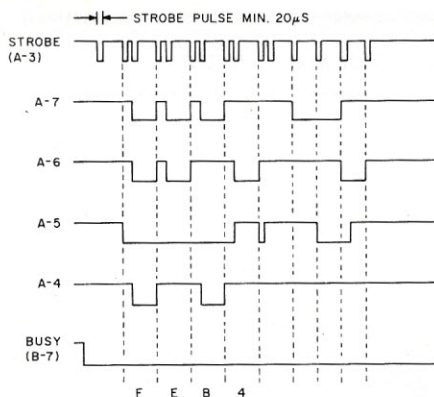 STROBE PULSE MIN. 20µS
STROBE
(A-3)
A-7
A-6
A-5
A-4
BUSY
(B-7)
F E B 4